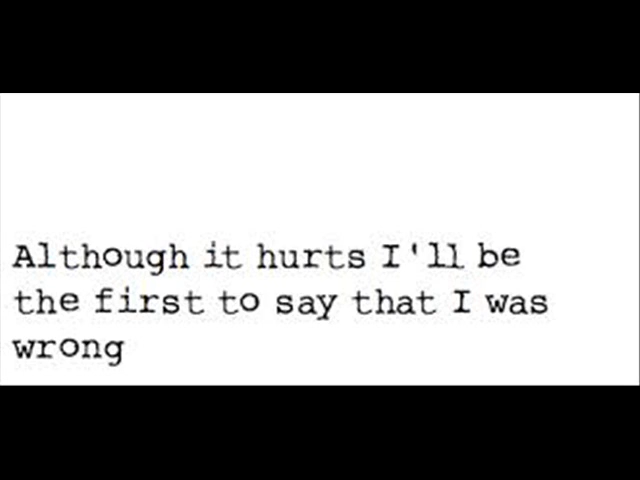 Although it hurts I'll be
the first to say that I was
wrong